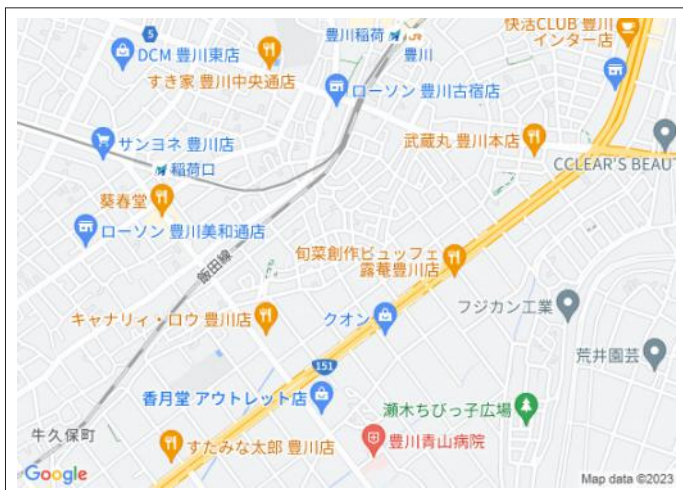 5
DCM 豊川東店
すき家 豊川中央通店
豊川稲荷
豊川
快活CLUB 豊川
インター店
ローソン 豊川古宿店
サンヨネ 豊川店
稲荷口
武蔵丸 豊川本店
CCLEAR'S BEAUT
葵春堂
ローソン 豊川美和通店
飯田線
旬菜創作ビュッフェ
露菴豊川店
キャナリィ・ロウ 豊川店
クオン
フジカン工業
荒井園芸
151
香月堂 アウトレット店
瀬木ちびっ子広場
牛久保町
すたみな太郎 豊川店
豊川青山病院
Google
Map data ©2023